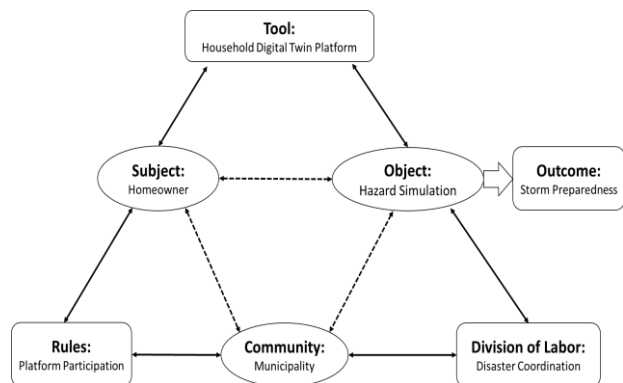 Tool:
Household Digital Twin Platform
Subject:
Homeowner
Object:
Hazard Simulation
Outcome:
Storm Preparedness
Rules:
Platform Participation
Community:
Municipality
Division of Labor:
Disaster Coordination